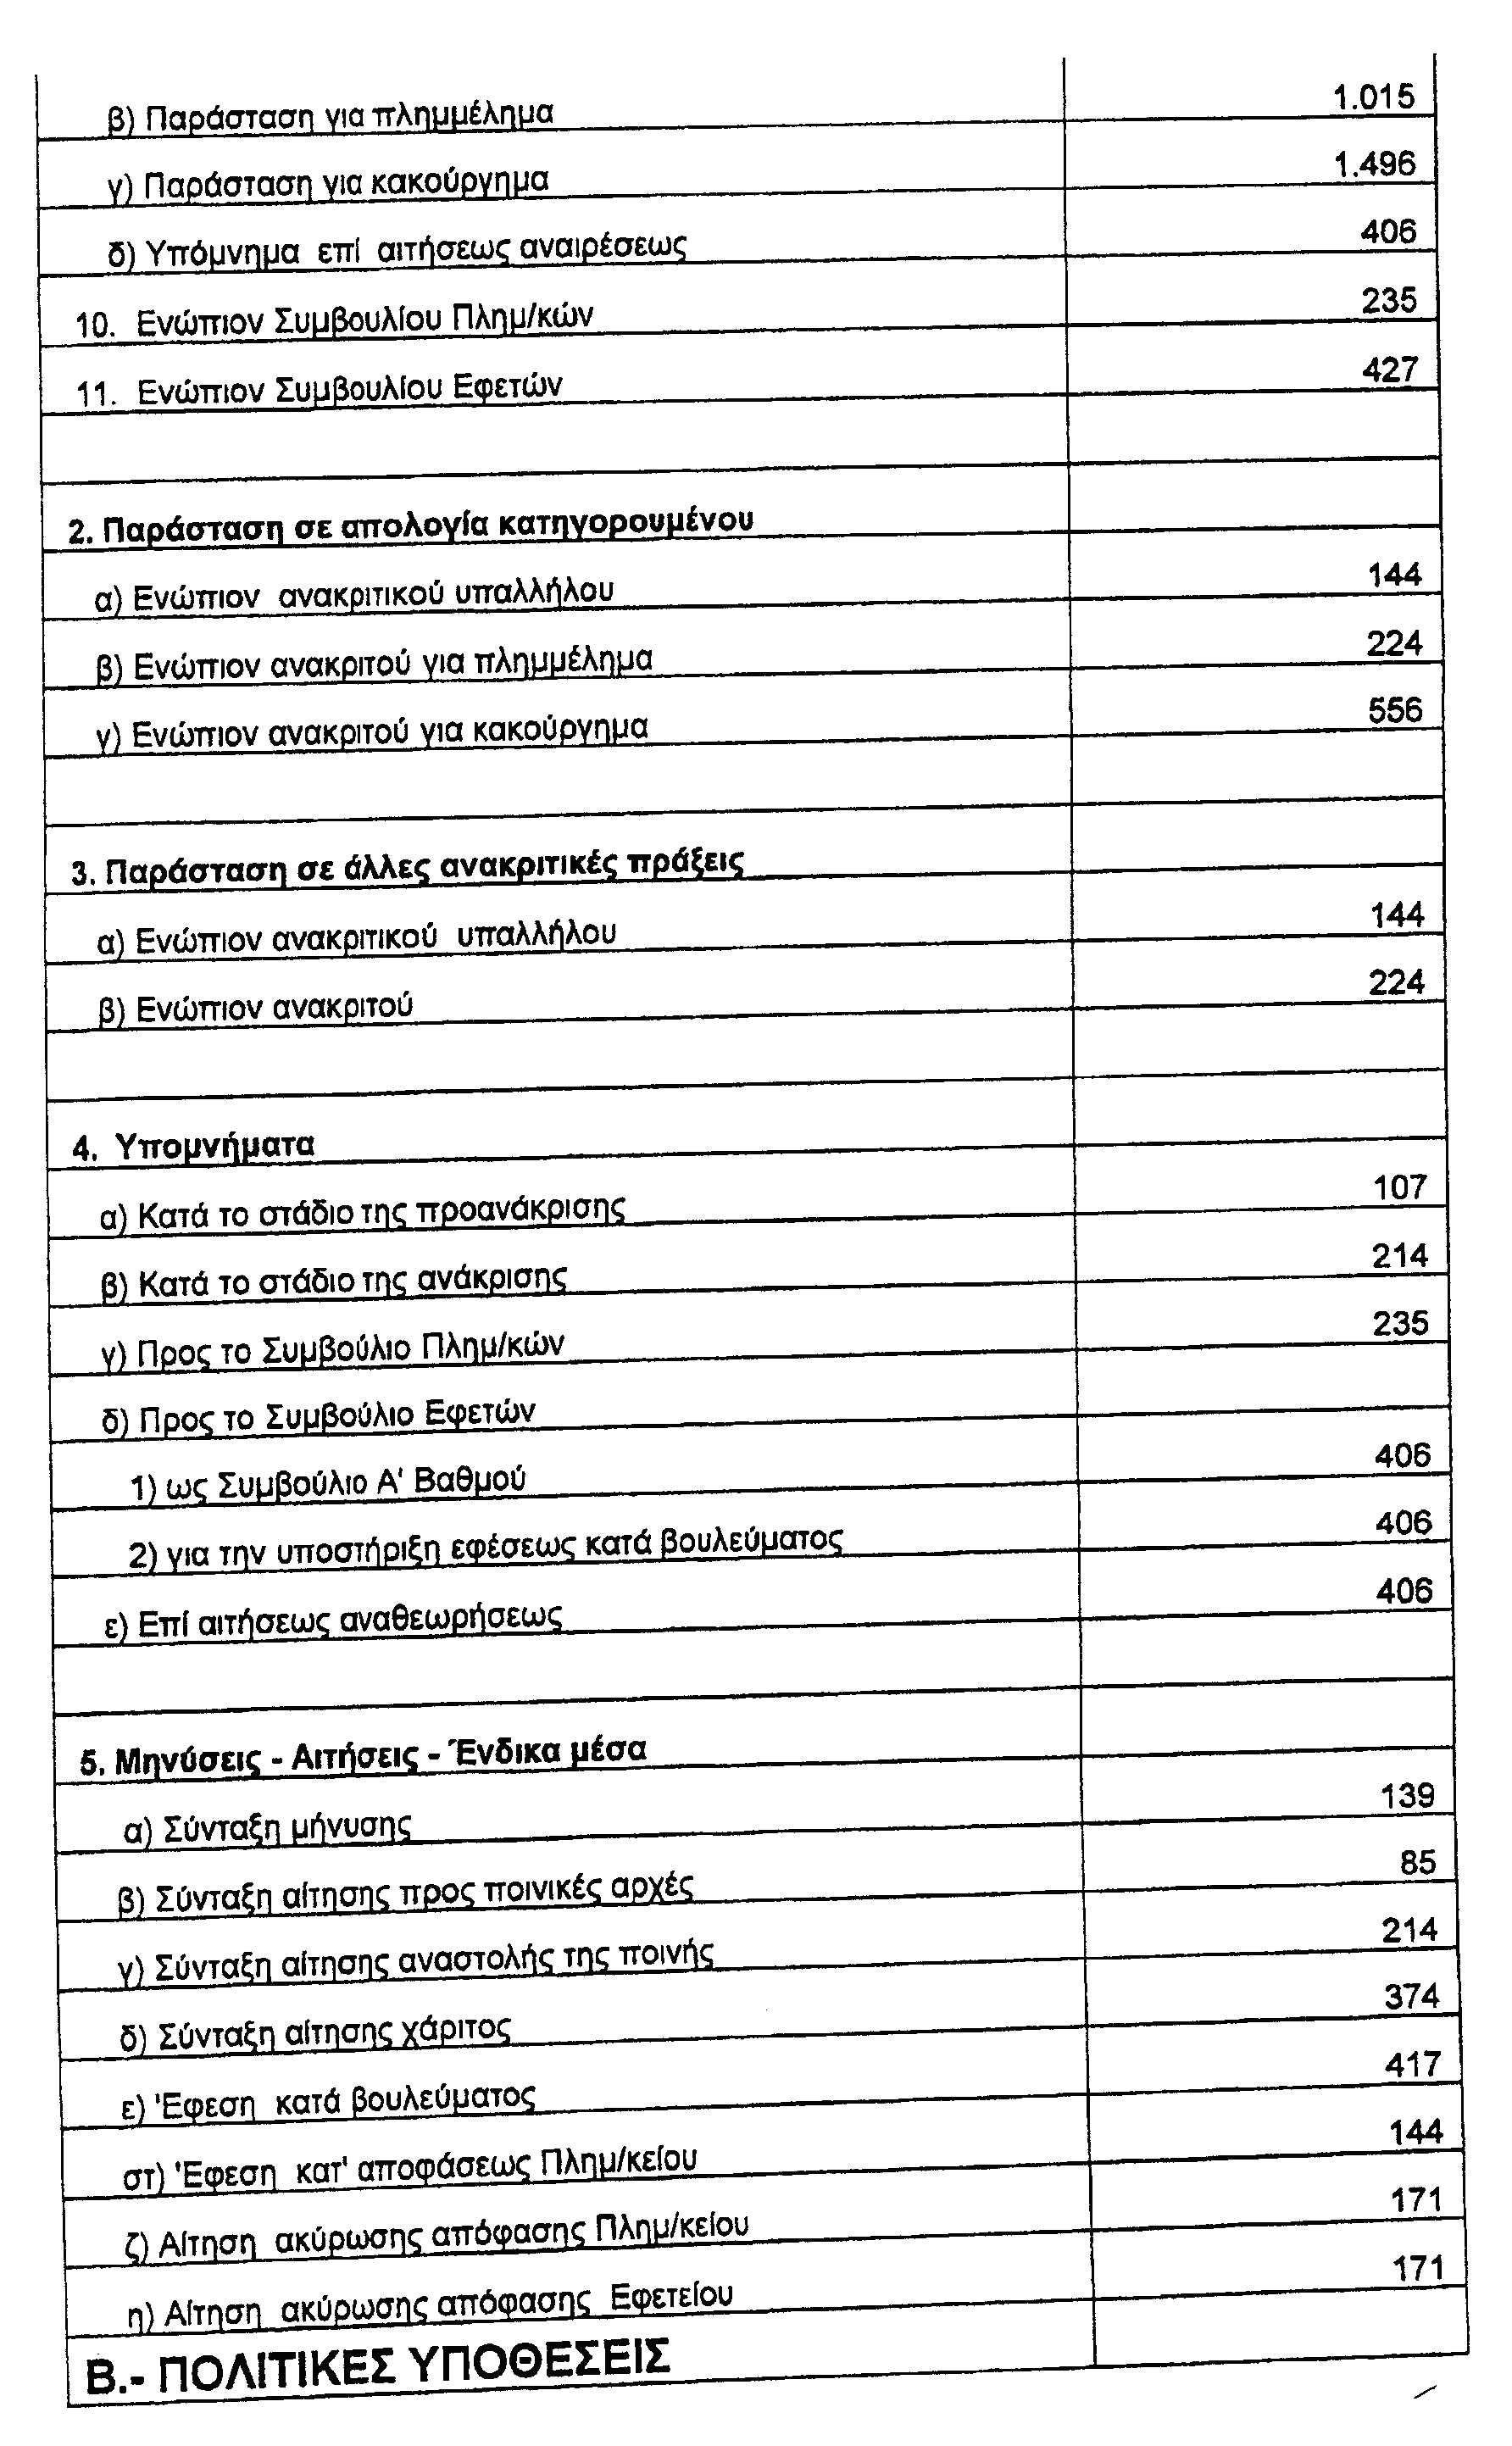 β) Παράσταση για πλημμέλημα 1.015
γ) Παράσταση για κακούργημα 1.496
δ) Υπόμνημα επί αιτήσεως αναιρέσεως 406
10. Ενώπιον Συμβουλίου Πλημ/κών 235
11. Ενώπιον Συμβουλίου Εφετών 427
2. Παράσταση σε απολογία κατηγορουμένου
α) Ενώπιον ανακριτικού υπαλλήλου 144
β) Ενώπιον ανακριτού για πλημμέλημα 224
γ) Ενώπιον ανακριτού για κακούργημα 556
3. Παράσταση σε άλλες ανακριτικές πράξεις
α) Ενώπιον ανακριτικού υπαλλήλου 144
β) Ενώπιον ανακριτού 224
4. Υπομνήματα
α) Κατά το στάδιο της προανάκρισης 107
β) Κατά το στάδιο της ανάκρισης 214
γ) Προς το Συμβούλιο Πλημ/κών 235
δ) Προς το Συμβούλιο Εφετών
1) ως Συμβούλιο Α' Βαθμού 406
2) για την υποστήριξη εφέσεως κατά βουλεύματος 406
ε) Επί αιτήσεως αναθεωρήσεως 406
5. Μηνύσεις - Αιτήσεις - Ένδικα μέσα
α) Σύνταξη μήνυσης 139
β) Σύνταξη αίτησης προς ποινικές αρχές 85
γ) Σύνταξη αίτησης αναστολής της ποινής 214
δ) Σύνταξη αίτησης χάριτος 374
ε) 'Εφεση κατά βουλεύματος 417
στ) 'Εφεση κατ' αποφάσεως Πλημ/κείου 144
ζ) Αίτηση ακύρωσης απόφασης Πλημ/κείου 171
η) Αίτηση ακύρωσης απόφασης Εφετείου 171
Β.- ΠΟΛΙΤΙΚΕΣ ΥΠΟΘΕΣΕΙΣ